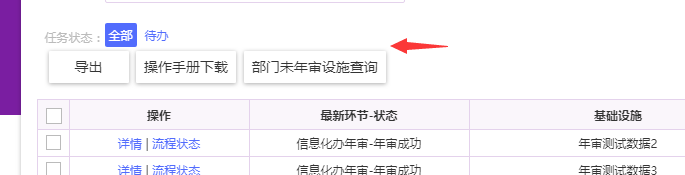 任务状态： 全部 待办
导出 操作手册下载 部门未年审设施查询
操作 最新环节-状态 基础设施
详情 | 流程状态 信息化办年审-年审成功 年审测试数据2
详情 | 流程状态 信息化办年审-年审成功 年审测试数据3